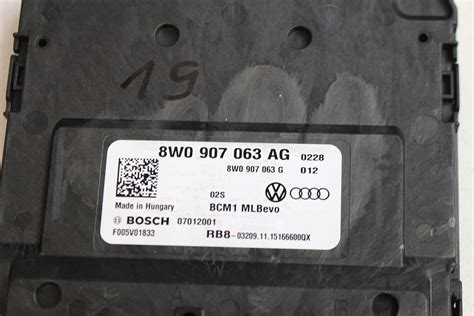 19
8W0 907 063 AG 0228
8W0 907 063 G 012
02S
Made in Hungary BCM1 MLBevo
BOSCH 07012001
F005V01833 RB8-03209.11.15166600QX